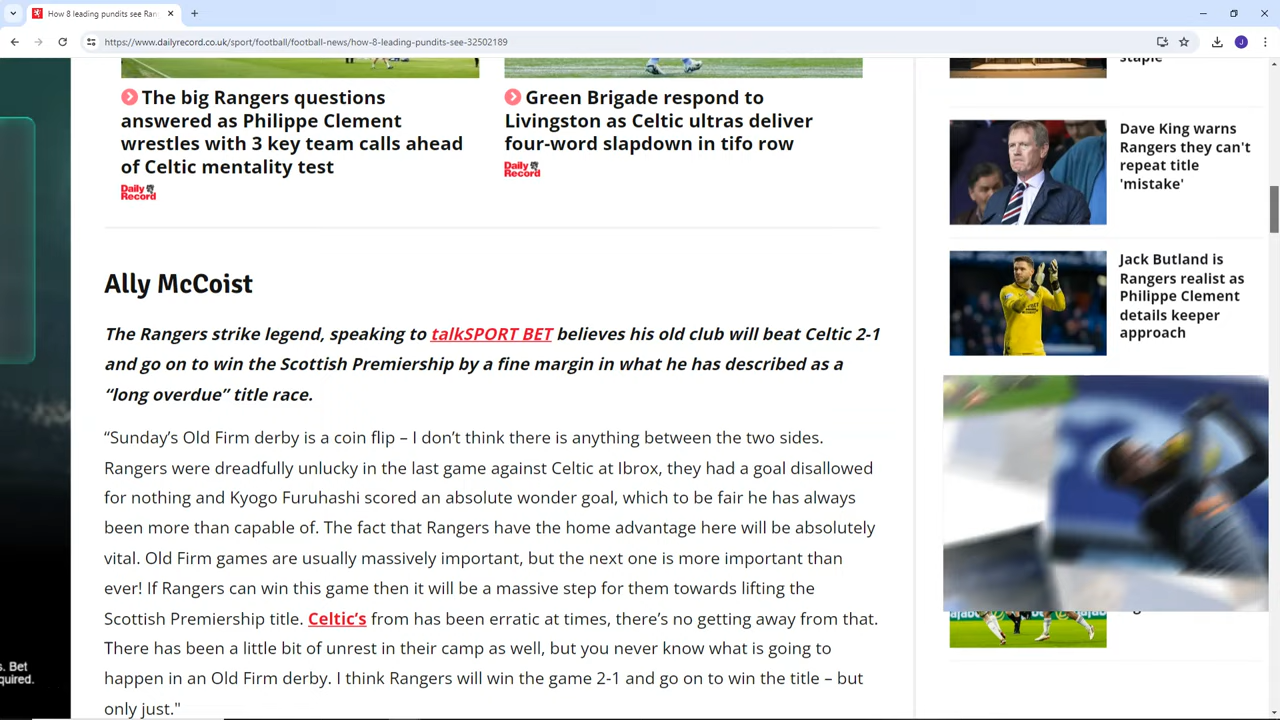 How 8 leading pundits see Ran
https://www.dailyrecord.co.uk/sport/football/football-news/how-8-leading-pundits-see-32502189
J
The big Rangers questions
answered as Philippe Clement
wrestles with 3 key team calls ahead
of Celtic mentality test
Daily
Record
Green Brigade respond to
Livingston as Celtic ultras deliver
four-word slapdown in tifo row
Daily
Record
Ally McCoist
The Rangers strike legend, speaking to talkSPORT BET believes his old club will beat Celtic 2-1
and go on to win the Scottish Premiership by a fine margin in what he has described as a
“long overdue” title race.
“Sunday’s Old Firm derby is a coin flip – I don’t think there is anything between the two sides.
Rangers were dreadfully unlucky in the last game against Celtic at Ibrox, they had a goal disallowed
for nothing and Kyogo Furuhashi scored an absolute wonder goal, which to be fair he has always
been more than capable of. The fact that Rangers have the home advantage here will be absolutely
vital. Old Firm games are usually massively important, but the next one is more important than
ever! If Rangers can win this game then it will be a massive step for them towards lifting the
Scottish Premiership title. Celtic’s from has been erratic at times, there’s no getting away from that.
There has been a little bit of unrest in their camp as well, but you never know what is going to
happen in an Old Firm derby. I think Rangers will win the game 2-1 and go on to win the title – but
only just."
staple
Dave King warns
Rangers they can't
repeat title
'mistake'
Jack Butland is
Rangers realist as
Philippe Clement
details keeper
approach
s. Bet
quired.